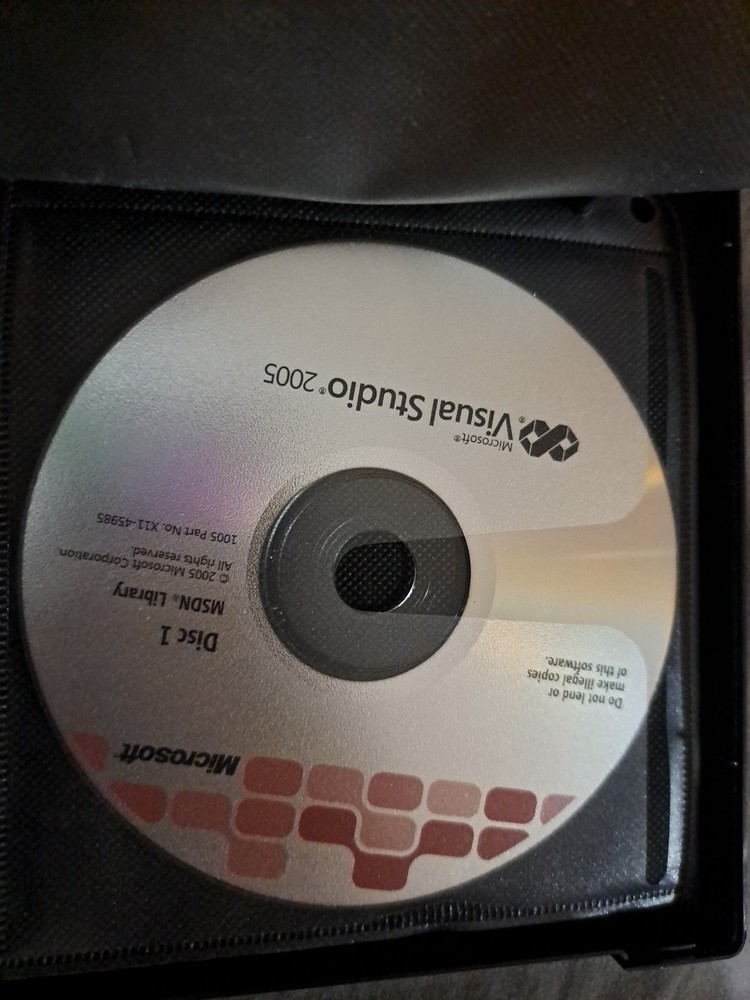 Microsoft
Do not lend or
make illegal copies
of this software.
Disc 1
MSDN® Library
© 2005 Microsoft Corporation.
All rights reserved.
1005 Part No. X11-45985
Microsoft®
Visual Studio® 2005